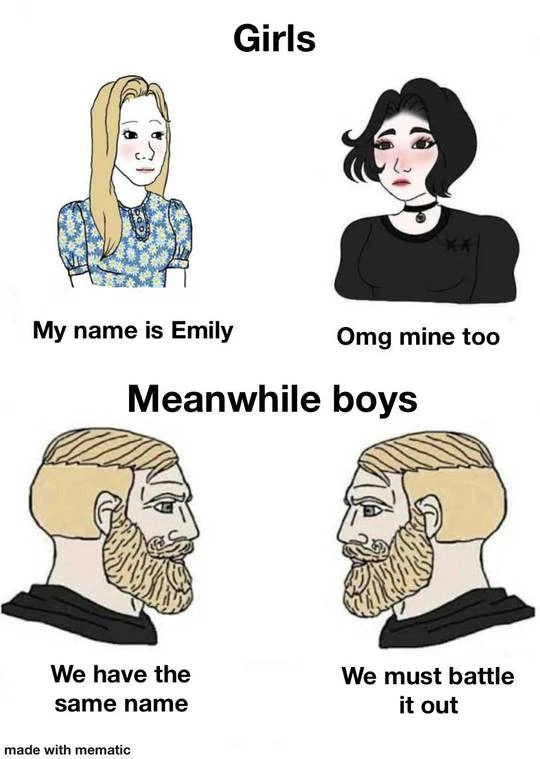 Girls
My name is Emily
Omg mine too
Meanwhile boys
We have the
same name
We must battle
it out
made with mematic